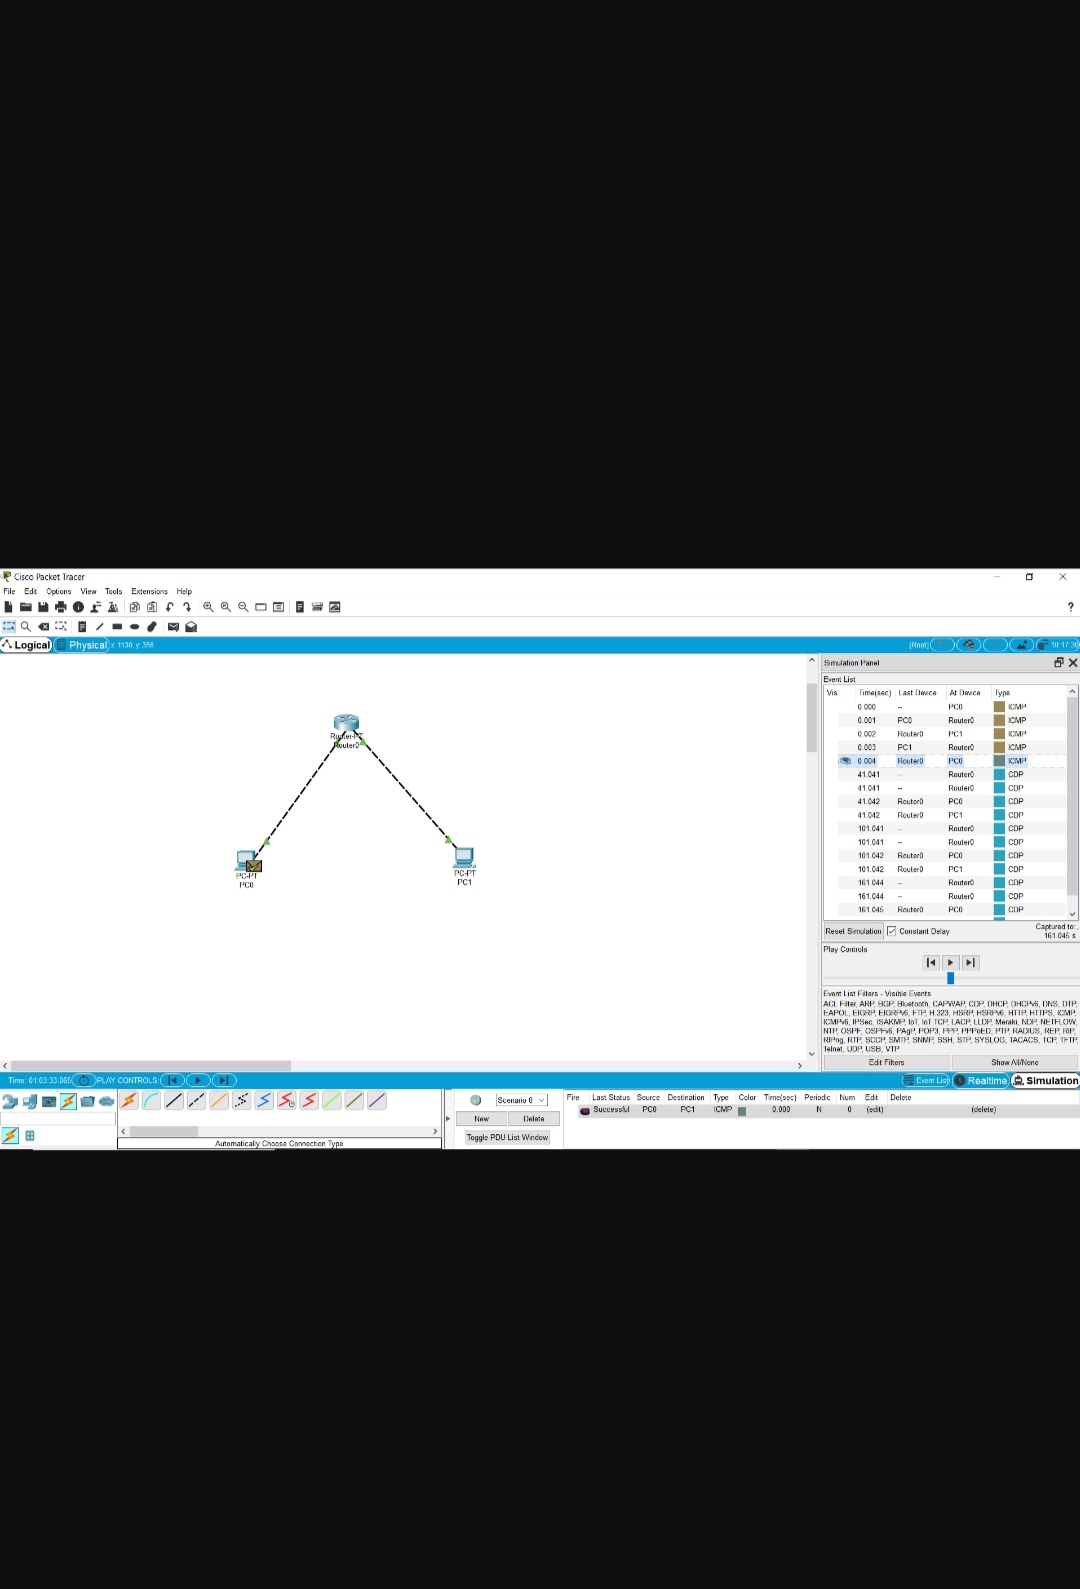 Cisco Packet Tracer
File Edit Options View Tools Extensions Help
?
Logical Physical x: 1130, y: 356 [Root]
Simulation Panel
Event List
Vis. Time(sec) Last Device At Device Type
0.000 -- PC0 ICMP
0.001 PC0 Router0 ICMP
0.002 Router0 PC1 ICMP
0.003 PC1 Router0 ICMP
0.004 Router0 PC0 ICMP
41.041 -- Router0 CDP
41.041 -- Router0 CDP
41.042 Router0 PC0 CDP
41.042 Router0 PC1 CDP
101.041 -- Router0 CDP
101.041 -- Router0 CDP
101.042 Router0 PC0 CDP
101.042 Router0 PC1 CDP
161.044 -- Router0 CDP
161.044 -- Router0 CDP
161.045 Router0 PC0 CDP
Reset Simulation Constant Delay Captured to:
161.045 s
Play Controls
Event List Filters - Visible Events
ACL Filter, ARP, BGP, Bluetooth, CAPWAP, CDP, DHCP, DHCPv6, DNS, DTP,
EAPOL, EIGRP, EIGRPv6, FTP, H.323, HSRP, HSRPv6, HTTP, HTTPS, ICMP,
ICMPv6, IPSec, ISAKMP, IoT, IoT TCP, LACP, LLDP, Meraki, NDP, NETFLOW,
NTP, OSPF, OSPFv6, PAgP, POP3, PPP, PPPoED, PTP, RADIUS, REP, RIP,
RIPng, RTP, SCCP, SMTP, SNMP, SSH, STP, SYSLOG, TACACS, TCP, TFTP,
Telnet, UDP, USB, VTP
Edit Filters Show All/None
Router-PT
Router0
PC-PT
PC0
PC-PT
PC1
Time: 01:03:33.065 PLAY CONTROLS: Event List Realtime Simulation
Automatically Choose Connection Type
Scenario 0
New Delete
Toggle PDU List Window
Fire Last Status Source Destination Type Color Time(sec) Periodic Num Edit Delete
Successful PC0 PC1 ICMP 0.000 N 0 (edit) (delete)